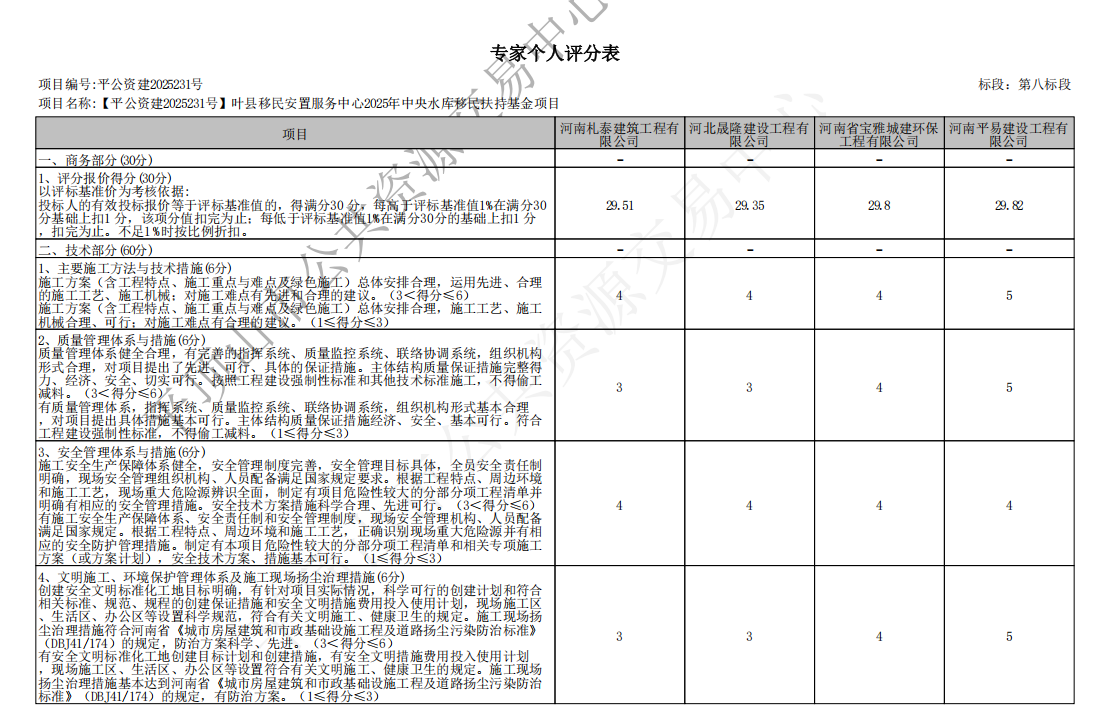 专家个人评分表
项目编号:平公资建2025231号
标段: 第八标段
项目名称:【平公资建2025231号】叶县移民安置服务中心2025年中央水库移民扶持基金项目
项目
河南札泰建筑工程有
限公司
河北晟隆建设工程有
限公司
河南省宝雅城建环保
工程有限公司
河南平易建设工程有
限公司
一、商务部分(30分)
-
-
-
-
1、评分报价得分(30分)
以评标基准价为考核依据:
投标人的有效投标报价等于评标基准值的，得满分30 分，每高于评标基准值1%在满分30
分基础上扣1 分，该项分值扣完为止；每低于评标基准值1%在满分30分的基础上扣1 分
，扣完为止。不足1％时按比例折扣。
29.51
29.35
29.8
29.82
二、技术部分(60分)
-
-
-
-
1、主要施工方法与技术措施(6分)
施工方案（含工程特点、施工重点与难点及绿色施工）总体安排合理，运用先进、合理
的施工工艺、施工机械；对施工难点有先进和合理的建议。（3＜得分≤6）
施工方案（含工程特点、施工重点与难点及绿色施工）总体安排合理，施工工艺、施工
机械合理、可行；对施工难点有合理的建议。（1≤得分≤3）
4
4
4
5
2、质量管理体系与措施(6分)
质量管理体系健全合理，有完善的指挥系统、质量监控系统、联络协调系统，组织机构
形式合理，对项目提出了先进、可行、具体的保证措施。主体结构质量保证措施完整得
力、经济、安全、切实可行。按照工程建设强制性标准和其他技术标准施工，不得偷工
减料。（3＜得分≤6）
有质量管理体系，指挥系统、质量监控系统、联络协调系统，组织机构形式基本合理
，对项目提出具体措施基本可行。主体结构质量保证措施经济、安全、基本可行。符合
工程建设强制性标准，不得偷工减料。（1≤得分≤3）
3
3
4
5
3、安全管理体系与措施(6分)
施工安全生产保障体系健全，安全管理制度完善，安全管理目标具体，全员安全责任制
明确，现场安全管理组织机构、人员配备满足国家规定要求。根据工程特点、周边环境
和施工工艺，现场重大危险源辨识全面，制定有项目危险性较大的分部分项工程清单并
明确有相应的安全管理措施。安全技术方案措施科学合理、先进可行。（3＜得分≤6）
有施工安全生产保障体系、安全责任制和安全管理制度，现场安全管理机构、人员配备
满足国家规定。根据工程特点、周边环境和施工工艺，正确识别现场重大危险源并有相
应的安全防护管理措施。制定有本项目危险性较大的分部分项工程清单和相关专项施工
方案（或方案计划），安全技术方案、措施基本可行。（1≤得分≤3）
4
4
4
4
4、文明施工、环境保护管理体系及施工现场扬尘治理措施(6分)
创建安全文明标准化工地目标明确，有针对项目实际情况，科学可行的创建计划和符合
相关标准、规范、规程的创建保证措施和安全文明措施费用投入使用计划，现场施工区
、生活区、办公区等设置科学规范，符合有关文明施工、健康卫生的规定。施工现场扬
尘治理措施符合河南省《城市房屋建筑和市政基础设施工程及道路扬尘污染防治标准》
（DBJ41/174）的规定，防治方案科学、先进。（3＜得分≤6）
有安全文明标准化工地创建目标计划和创建措施，有安全文明措施费用投入使用计划
，现场施工区、生活区、办公区等设置符合有关文明施工、健康卫生的规定。施工现场
扬尘治理措施基本达到河南省《城市房屋建筑和市政基础设施工程及道路扬尘污染防治
标准》（DBJ41/174）的规定，有防治方案。（1≤得分≤3）
3
3
4
5